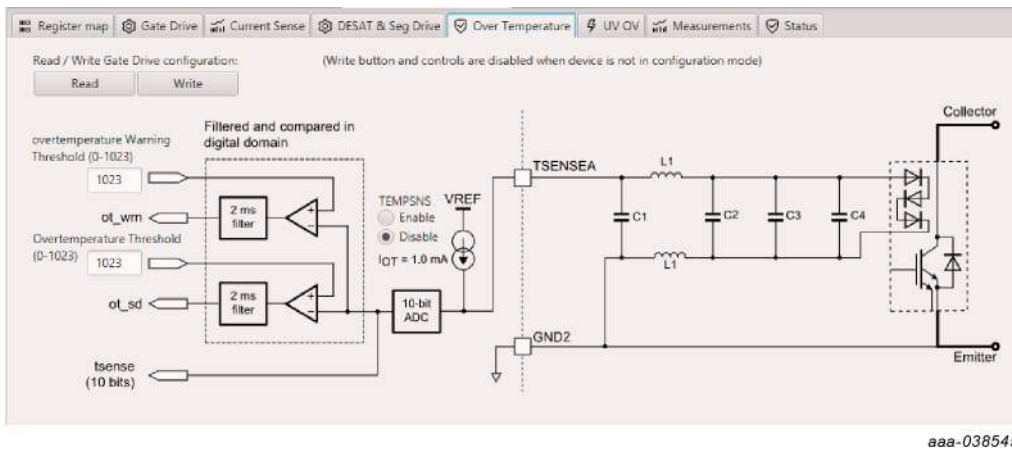 Register map
Gate Drive
Current Sense
DESAT & Seg Drive
Over Temperature
UV OV
Measurements
Status
Read / Write Gate Drive configuration:
(Write button and controls are disabled when device is not in configuration mode)
Read
Write
Collector
overtemperature Warning
Threshold (0-1023)
1023
Filtered and compared in
digital domain
TSENSEA
L1
2 ms
filter
+
−
TEMPSNS
VREF
Enable
Disable
IOT = 1.0 mA
C1
C2
C3
C4
ot_wrn
Overtemperature Threshold
(0-1023)
1023
L1
2 ms
filter
+
−
10-bit
ADC
ot_sd
GND2
Emitter
tsense
(10 bits)